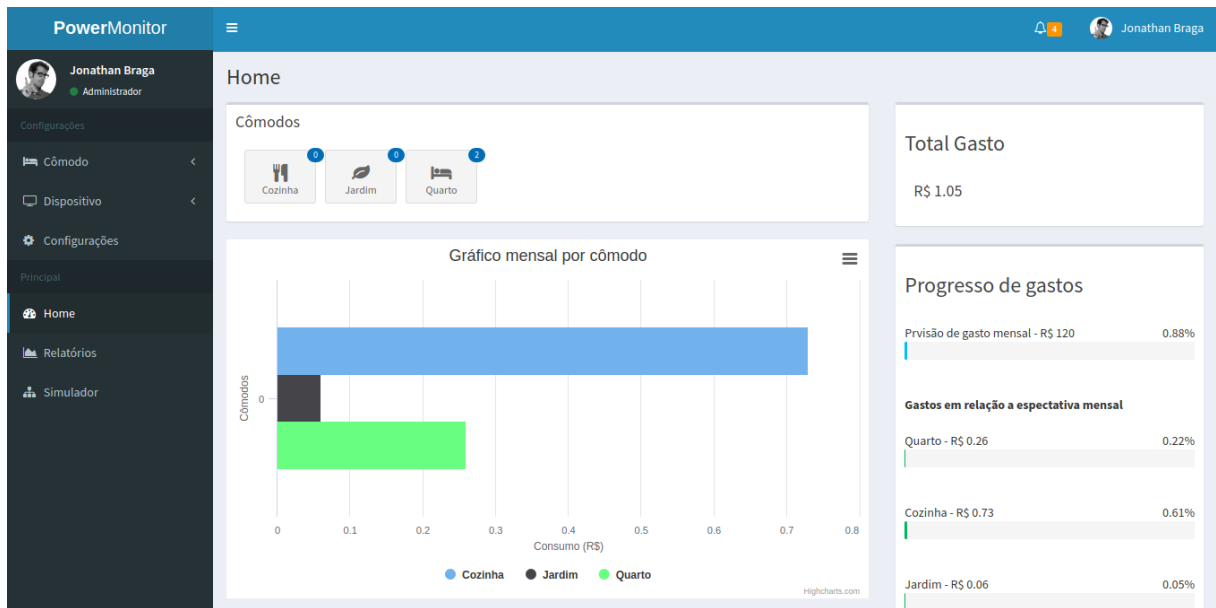 PowerMonitor
4
Jonathan Braga
Jonathan Braga
Administrador
Configurações
Cômodo
Dispositivo
Configurações
Principal
Home
Relatórios
Simulador
Home
Cômodos
0
Cozinha
0
Jardim
2
Quarto
Gráfico mensal por cômodo
Cômodos
0
0 0.1 0.2 0.3 0.4 0.5 0.6 0.7 0.8
Consumo (R$)
Cozinha Jardim Quarto
Highcharts.com
Total Gasto
R$ 1.05
Progresso de gastos
Prvisão de gasto mensal - R$ 120 0.88%
Gastos em relação a espectativa mensal
Quarto - R$ 0.26 0.22%
Cozinha - R$ 0.73 0.61%
Jardim - R$ 0.06 0.05%